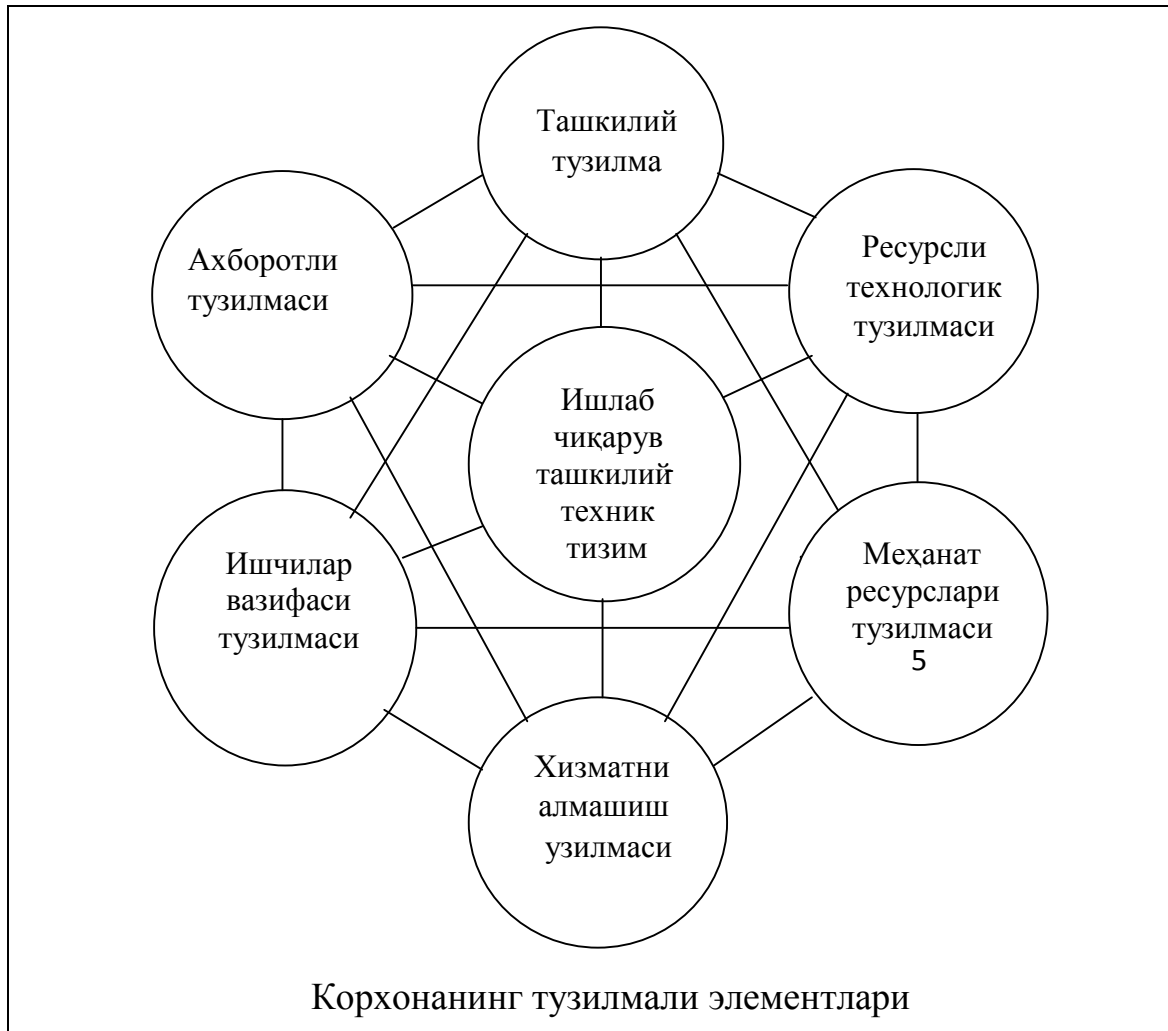 Ташкилий
тузилма
Ахборотли
тузилмаси
Ресурсли
технологик
тузилмаси
Ишлаб
чиқарув
ташкилий-
техник
тизим
Ишчилар
вазифаси
тузилмаси
Меҳанат
ресурслари
тузилмаси
5
Хизматни
алмашиш
узилмаси
Корхонанинг тузилмали элементлари